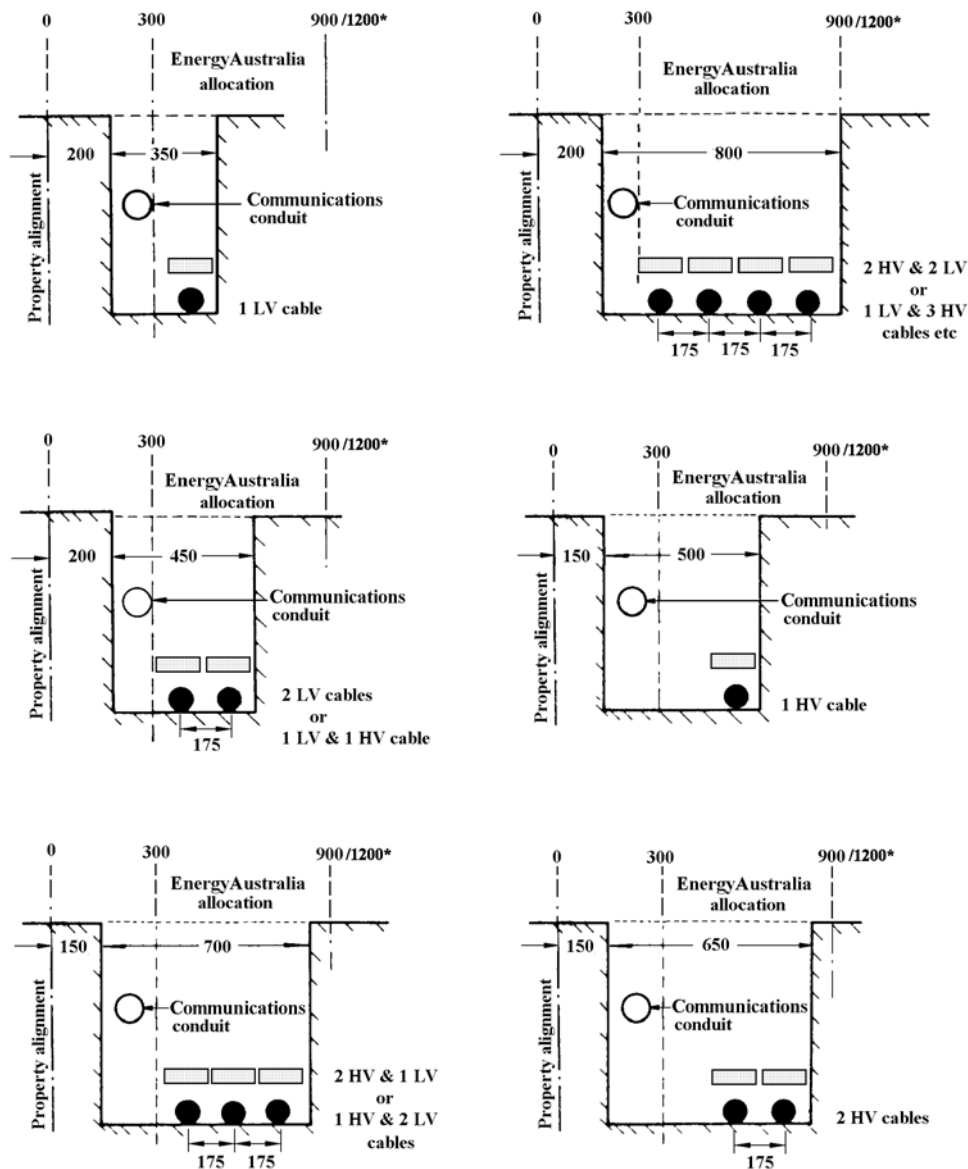 0 300 900/1200*
EnergyAustralia
allocation
200 350
Property alignment
Communications
conduit
1 LV cable
0 300 900/1200*
EnergyAustralia
allocation
200 800
Property alignment
Communications
conduit
2 HV & 2 LV
or
1 LV & 3 HV
cables etc
175 175 175
0 300 900/1200*
EnergyAustralia
allocation
200 450
Property alignment
Communications
conduit
2 LV cables
or
1 LV & 1 HV cable
175
0 300 900/1200*
EnergyAustralia
allocation
150 500
Property alignment
Communications
conduit
1 HV cable
0 300 900/1200*
EnergyAustralia
allocation
150 700
Property alignment
Communications
conduit
2 HV & 1 LV
or
1 HV & 2 LV
cables
175 175
0 300 900/1200*
EnergyAustralia
allocation
150 650
Property alignment
Communications
conduit
2 HV cables
175